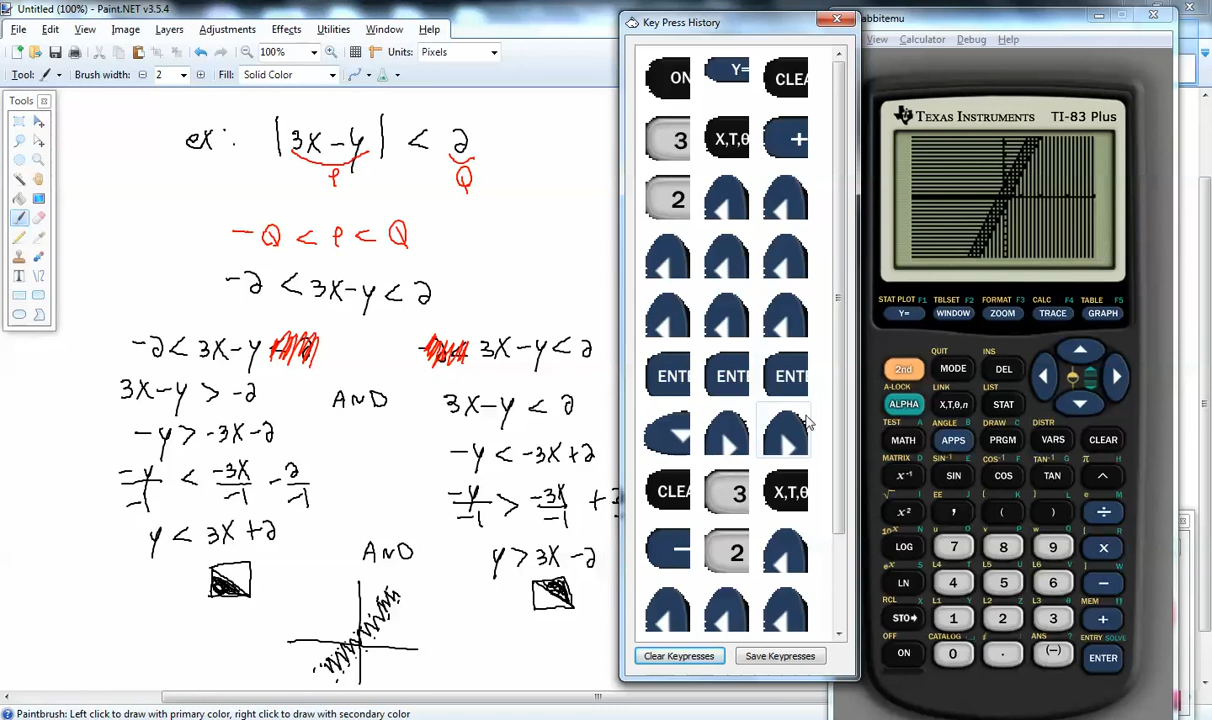 Untitled (!) - Paint.NET v3.5.4
File Edit View Image Layers Adjustments Effects Utilities Window Help
100% Units: Pixels
Tool: Brush width: 2 Fill: Solid Color
Tools
ex: |3X-y| < 2
P Q
-Q < P < Q
-2 < 3X-y < 2
-2 < 3X-y
3X-y < 2
3X-y > -2
AND
3X-y < 2
-y > -3X-2
-y < -3X+2
-y/-1 < -3X/-1 - 2/-1
-y/-1 > -3X/-1 +
y < 3X+2
AND
y > 3X-2
Paintbrush: Left click to draw with primary color, right click to draw with secondary color
Key Press History
ON Y= CLEA
3 X,T,θ +
2
ENTE ENTE ENTE
CLEA 3 X,T,θ
− 2
Clear Keypresses Save Keypresses
abbitemu
View Calculator Debug Help
TEXAS INSTRUMENTS TI-83 Plus
STAT PLOT F1 TBLSET F2 FORMAT F3 CALC F4 TABLE F5
Y= WINDOW ZOOM TRACE GRAPH
QUIT INS
2nd MODE DEL
A-LOCK LINK LIST
ALPHA X,T,θ,n STAT
TEST A ANGLE B DRAW C DISTR
MATH APPS PRGM VARS CLEAR
MATRIX D SIN⁻¹ E COS⁻¹ F TAN⁻¹ G π H
x⁻¹ SIN COS TAN ^
√ I EE J { K } L e M
x² , ( ) ÷
10ˣ N u O v P w Q [ R
LOG 7 8 9 ×
eˣ S L4 T L5 U L6 V ] W
LN 4 5 6 −
RCL X L1 Y L2 Z L3 θ MEM "
STO➔ 1 2 3 +
OFF CATALOG i : ANS ? ENTRY SOLVE
ON 0 . (−) ENTER